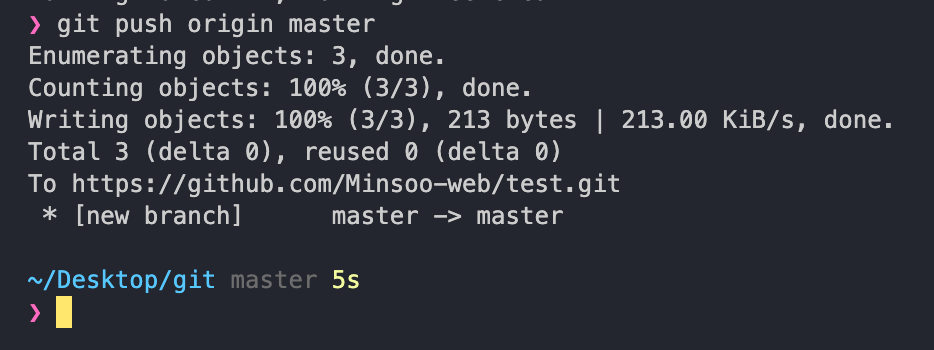 ❯ git push origin master
Enumerating objects: 3, done.
Counting objects: 100% (3/3), done.
Writing objects: 100% (3/3), 213 bytes | 213.00 KiB/s, done.
Total 3 (delta 0), reused 0 (delta 0)
To https://github.com/Minsoo-web/test.git
 * [new branch]      master -> master
~/Desktop/git master 5s
❯